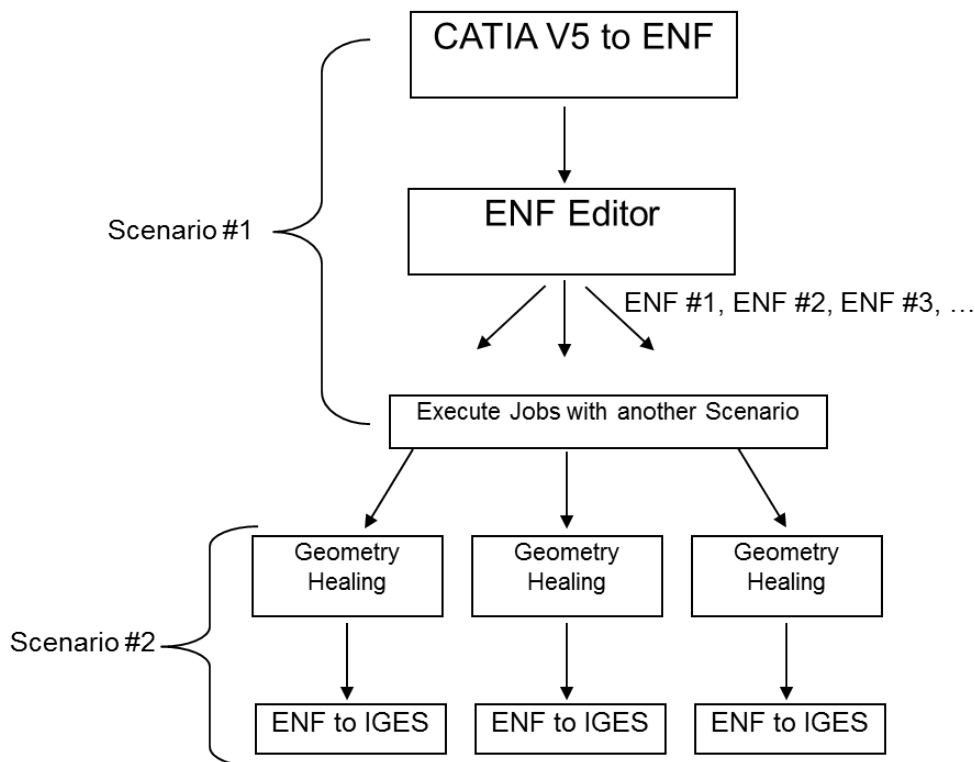 CATIA V5 to ENF
Scenario #1
ENF Editor
ENF #1, ENF #2, ENF #3, …
Execute Jobs with another Scenario
Geometry
Healing
Geometry
Healing
Geometry
Healing
Scenario #2
ENF to IGES
ENF to IGES
ENF to IGES